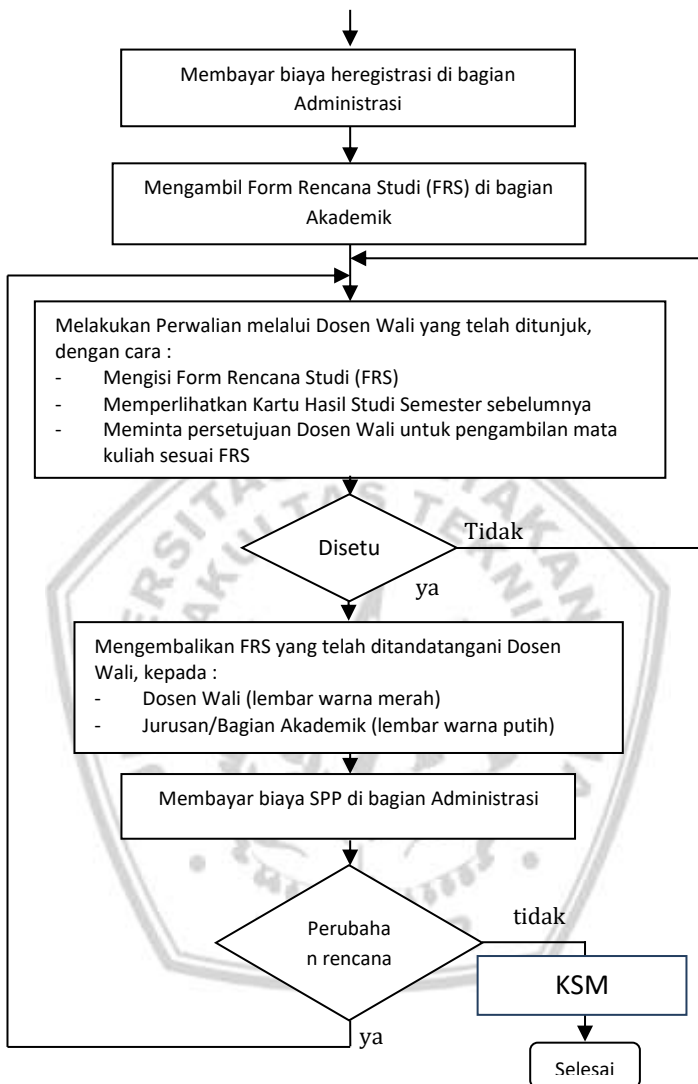 Membayar biaya heregistrasi di bagian
Administrasi
Mengambil Form Rencana Studi (FRS) di bagian
Akademik
Melakukan Perwalian melalui Dosen Wali yang telah ditunjuk,
dengan cara :
- Mengisi Form Rencana Studi (FRS)
- Memperlihatkan Kartu Hasil Studi Semester sebelumnya
- Meminta persetujuan Dosen Wali untuk pengambilan mata
kuliah sesuai FRS
Disetu
Tidak
ya
Mengembalikan FRS yang telah ditandatangani Dosen
Wali, kepada :
- Dosen Wali (lembar warna merah)
- Jurusan/Bagian Akademik (lembar warna putih)
Membayar biaya SPP di bagian Administrasi
Perubaha
n rencana
tidak
ya
KSM
Selesai